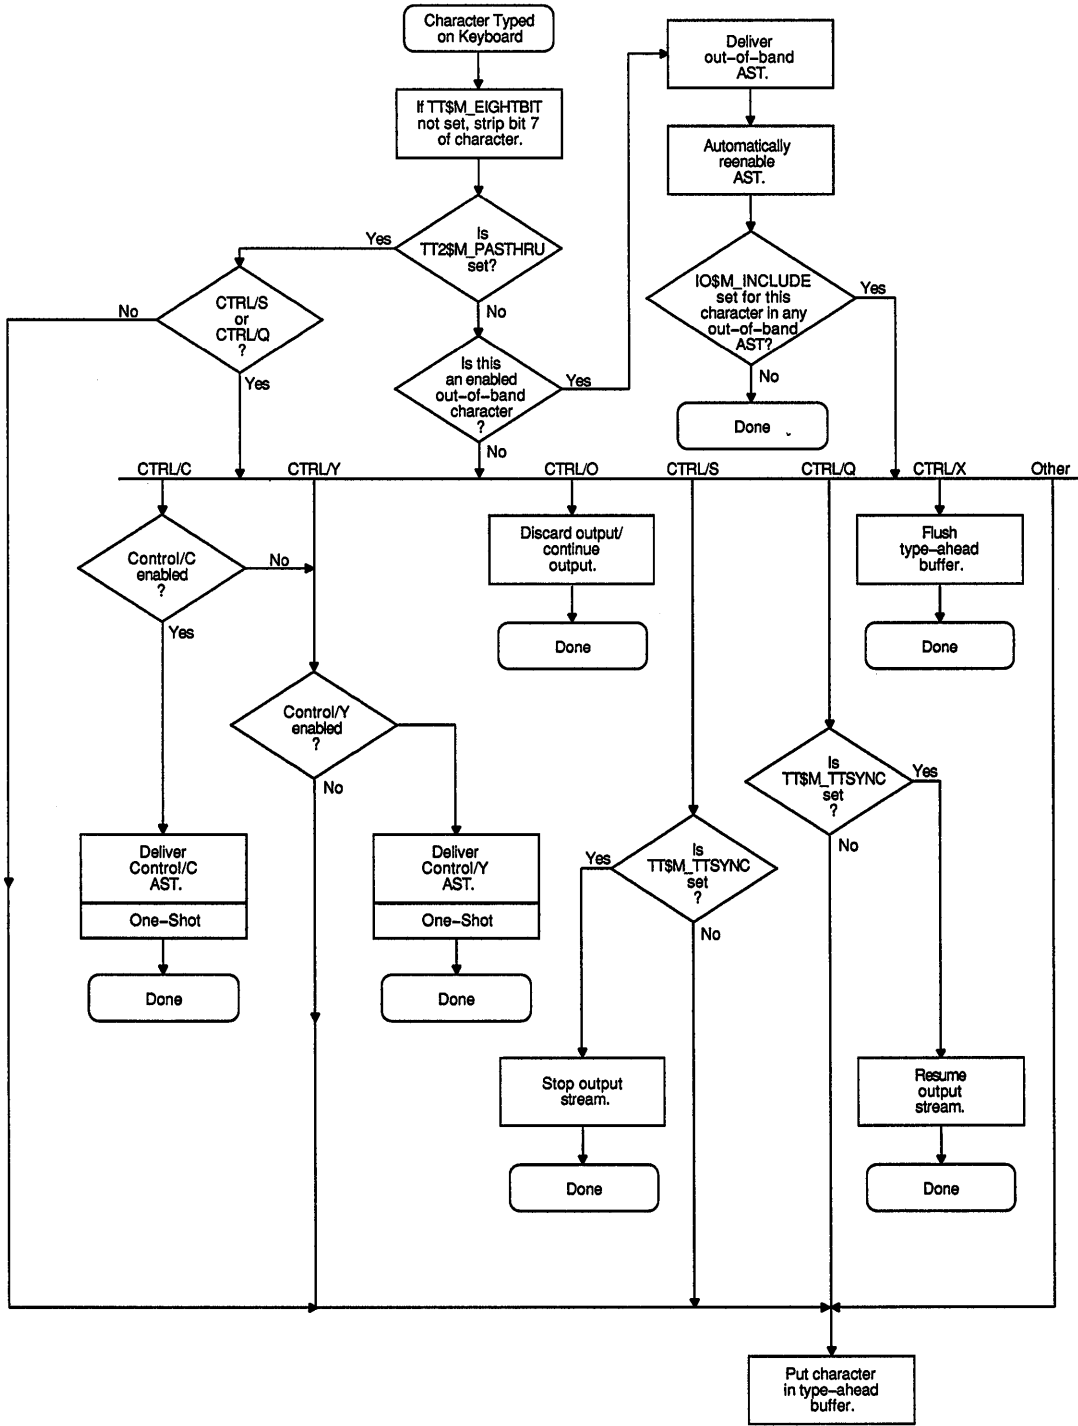 Character Typed
on Keyboard
If TT$M_EIGHTBIT
not set, strip bit 7
of character.
Deliver
out-of-band
AST.
Automatically
reenable
AST.
Is
TT2$M_PASTHRU
set?
Yes
No
CTRL/S
or
CTRL/Q
?
No
Yes
Is this
an enabled
out-of-band
character
?
Yes
No
IO$M_INCLUDE
set for this
character in any
out-of-band
AST?
Yes
No
Done
CTRL/C
CTRL/Y
CTRL/O
CTRL/S
CTRL/Q
CTRL/X
Other
Control/C
enabled
?
No
Yes
Discard output/
continue
output.
Done
Flush
type-ahead
buffer.
Done
Control/Y
enabled
?
No
Is
TT$M_TTSYNC
set
?
Yes
No
Is
TT$M_TTSYNC
set
?
Yes
No
Deliver
Control/C
AST.
One-Shot
Done
Deliver
Control/Y
AST.
One-Shot
Done
Stop output
stream.
Done
Resume
output
stream.
Done
Put character
in type-ahead
buffer.